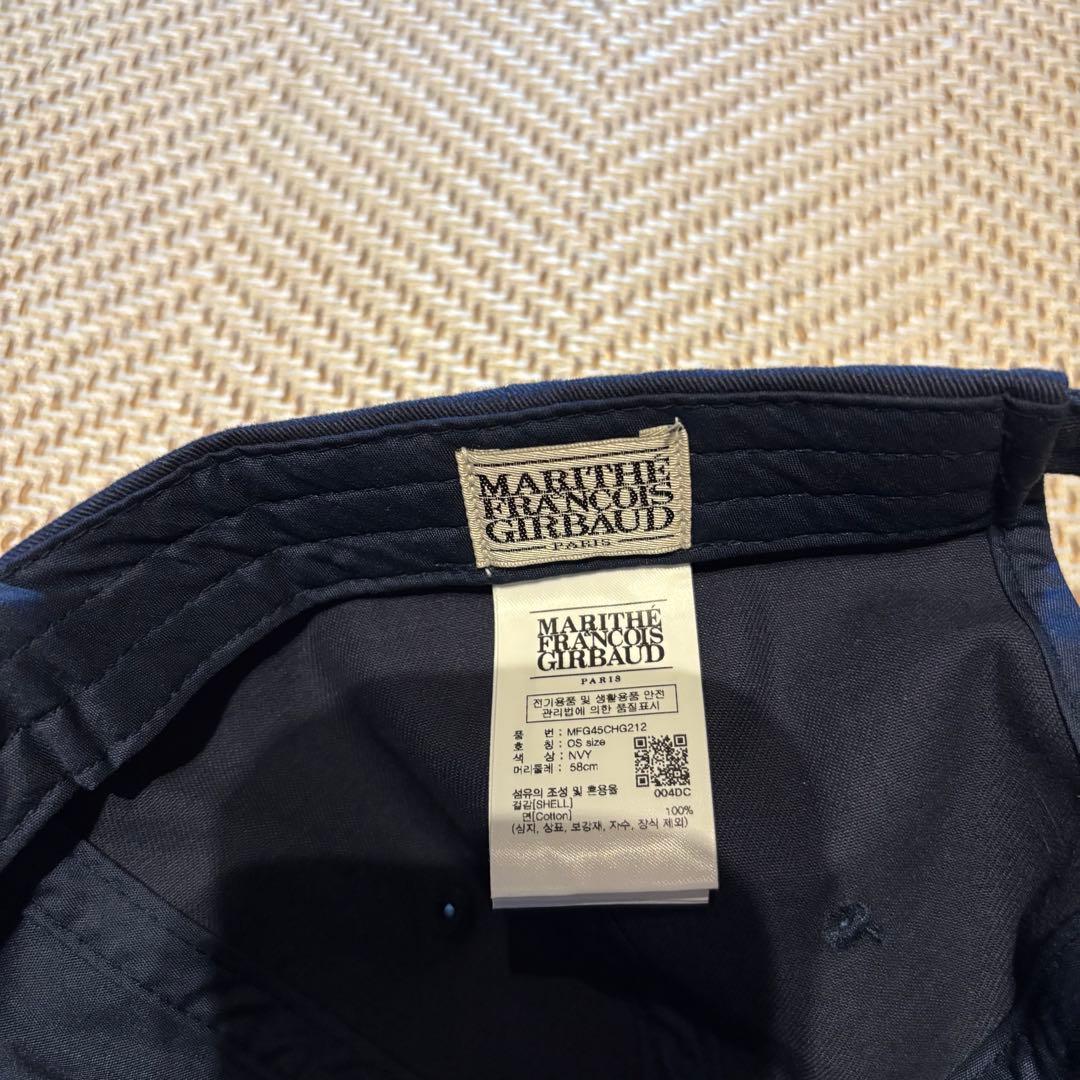 MARITHÉ
FRANCOIS
GIRBAUD
PARIS
MARITHÉ
FRANCOIS
GIRBAUD
PARIS
전기용품 및 생활용품 안전
관리법에 의한 품질표시
품 번 : MFG45CHG212
호 칭 : OS size
색 상 : NVY
머리둘레 : 58cm
004DC
섬유의 조성 및 혼용율
겉감[SHELL]
면[Cotton] 100%
(심지, 상표, 보강재, 자수, 장식 제외)